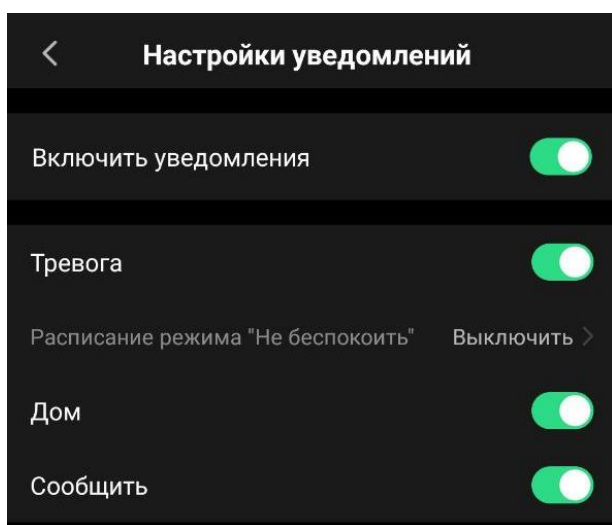 Настройки уведомлений
Включить уведомления
Тревога
Расписание режима "Не беспокоить" Выключить
Дом
Сообщить